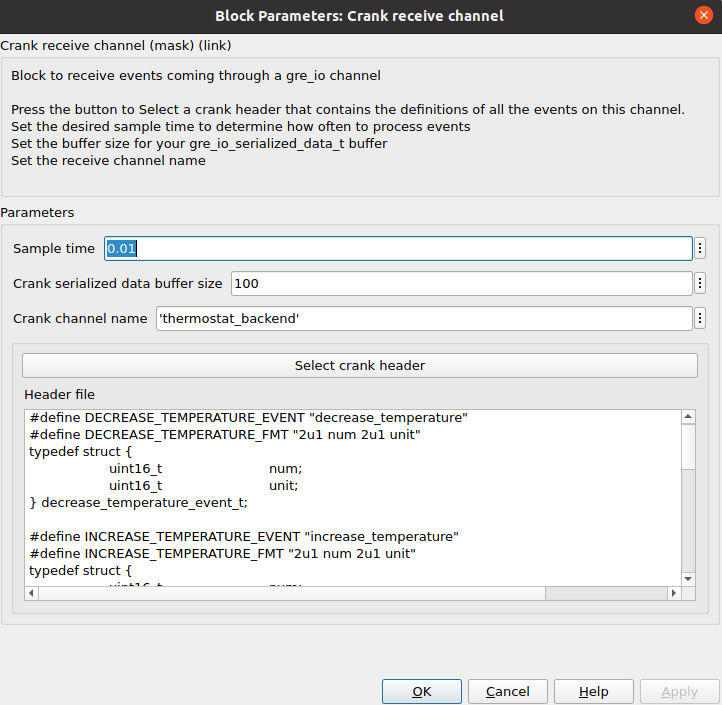 Block Parameters: Crank receive channel
Crank receive channel (mask) (link)
Block to receive events coming through a gre_io channel
Press the button to Select a crank header that contains the definitions of all the events on this channel.
Set the desired sample time to determine how often to process events
Set the buffer size for your gre_io_serialized_data_t buffer
Set the receive channel name
Parameters
Sample time 0.01
Crank serialized data buffer size 100
Crank channel name 'thermostat_backend'
Select crank header
Header file
#define DECREASE_TEMPERATURE_EVENT "decrease_temperature"
#define DECREASE_TEMPERATURE_FMT "2u1 num 2u1 unit"
typedef struct {
uint16_t num;
uint16_t unit;
} decrease_temperature_event_t;
#define INCREASE_TEMPERATURE_EVENT "increase_temperature"
#define INCREASE_TEMPERATURE_FMT "2u1 num 2u1 unit"
typedef struct {
uint16_t num;
OK Cancel Help Apply